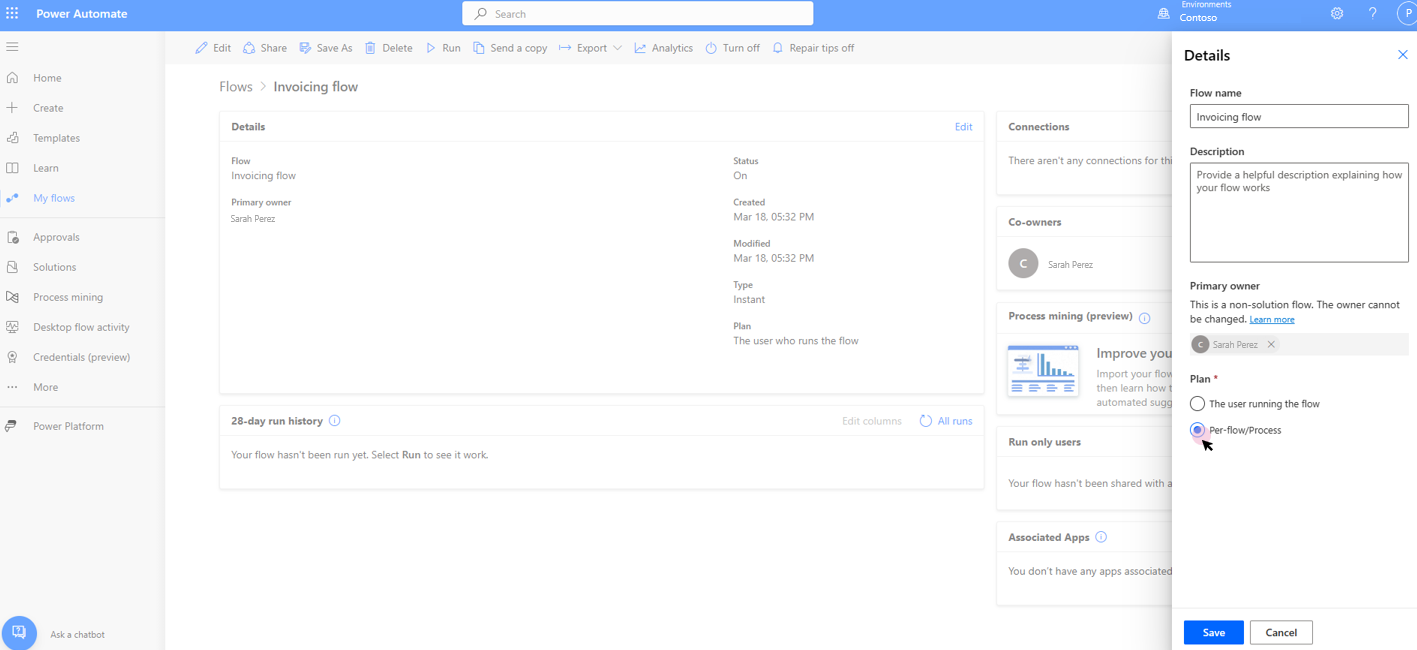 Power Automate
Search
Environments
Contoso
?
P
Edit
Share
Save As
Delete
Run
Send a copy
Export
Analytics
Turn off
Repair tips off
Home
Create
Templates
Learn
My flows
Approvals
Solutions
Process mining
Desktop flow activity
Credentials (preview)
More
Power Platform
Ask a chatbot
Flows > Invoicing flow
Details
Edit
Flow
Invoicing flow
Primary owner
Sarah Perez
Status
On
Created
Mar 18, 05:32 PM
Modified
Mar 18, 05:32 PM
Type
Instant
Plan
The user who runs the flow
28-day run history
Edit columns
All runs
Your flow hasn't been run yet. Select Run to see it work.
Connections
There aren't any connections for thi
Co-owners
C
Sarah Perez
Process mining (preview)
Improve you
Import your flow
then learn how t
automated sugg
Run only users
Your flow hasn't been shared with a
Associated Apps
You don't have any apps associated
Details
Flow name
Invoicing flow
Description
Provide a helpful description explaining how
your flow works
Primary owner
This is a non-solution flow. The owner cannot
be changed. Learn more
C
Sarah Perez
Plan *
The user running the flow
Per-flow/Process
Save
Cancel